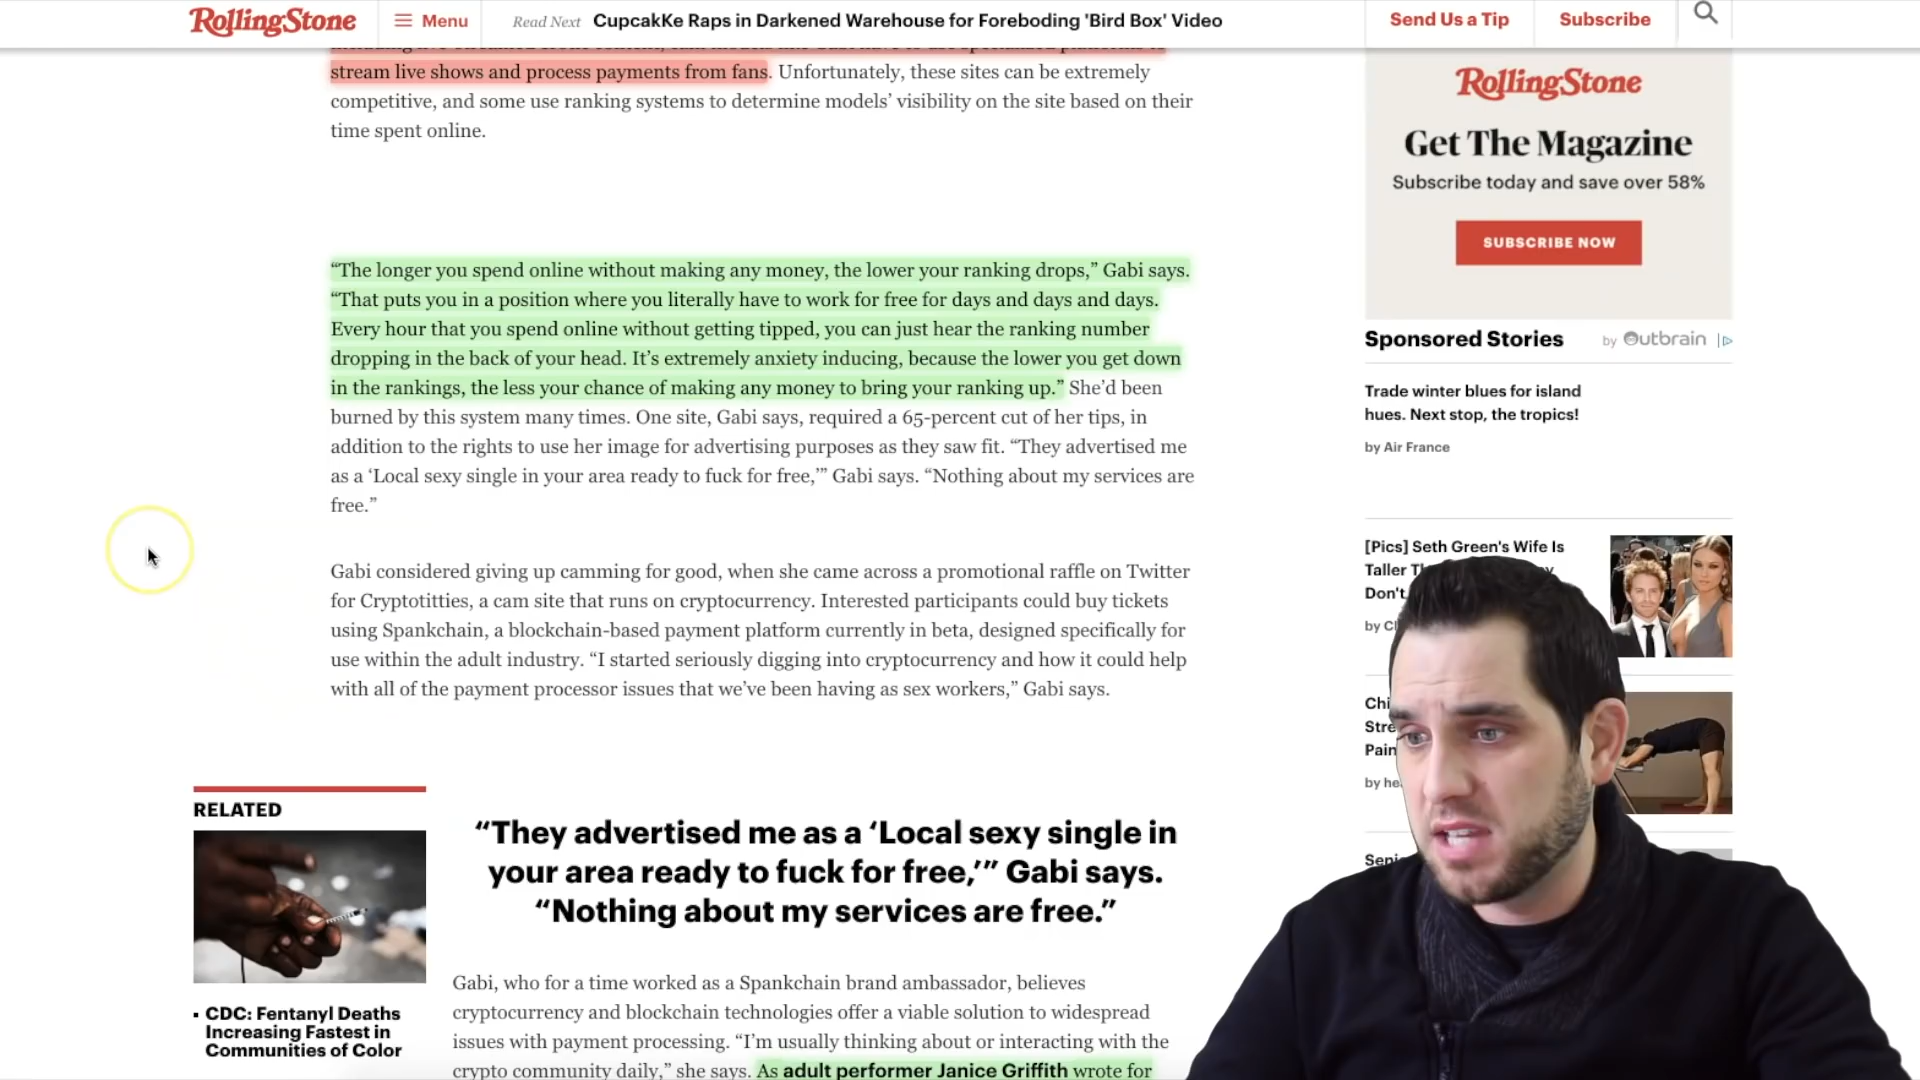 RollingStone
Menu
Read Next CupcakKe Raps in Darkened Warehouse for Foreboding 'Bird Box' Video
Send Us a Tip
Subscribe
stream live shows and process payments from fans. Unfortunately, these sites can be extremely
competitive, and some use ranking systems to determine models’ visibility on the site based on their
time spent online.
“The longer you spend online without making any money, the lower your ranking drops,” Gabi says.
“That puts you in a position where you literally have to work for free for days and days and days.
Every hour that you spend online without getting tipped, you can just hear the ranking number
dropping in the back of your head. It’s extremely anxiety inducing, because the lower you get down
in the rankings, the less your chance of making any money to bring your ranking up.” She’d been
burned by this system many times. One site, Gabi says, required a 65-percent cut of her tips, in
addition to the rights to use her image for advertising purposes as they saw fit. “They advertised me
as a ‘Local sexy single in your area ready to fuck for free,’” Gabi says. “Nothing about my services are
free.”
Gabi considered giving up camming for good, when she came across a promotional raffle on Twitter
for Cryptotitties, a cam site that runs on cryptocurrency. Interested participants could buy tickets
using Spankchain, a blockchain-based payment platform currently in beta, designed specifically for
use within the adult industry. “I started seriously digging into cryptocurrency and how it could help
with all of the payment processor issues that we’ve been having as sex workers,” Gabi says.
RELATED
CDC: Fentanyl Deaths
Increasing Fastest in
Communities of Color
“They advertised me as a ‘Local sexy single in
your area ready to fuck for free,’” Gabi says.
“Nothing about my services are free.”
Gabi, who for a time worked as a Spankchain brand ambassador, believes
cryptocurrency and blockchain technologies offer a viable solution to widespread
issues with payment processing. “I’m usually thinking about or interacting with the
crypto community daily,” she says. As adult performer Janice Griffith wrote for
RollingStone
Get The Magazine
Subscribe today and save over 58%
SUBSCRIBE NOW
Sponsored Stories
by Outbrain
Trade winter blues for island
hues. Next stop, the tropics!
by Air France
[Pics] Seth Green's Wife Is
Taller
Don't
by
by